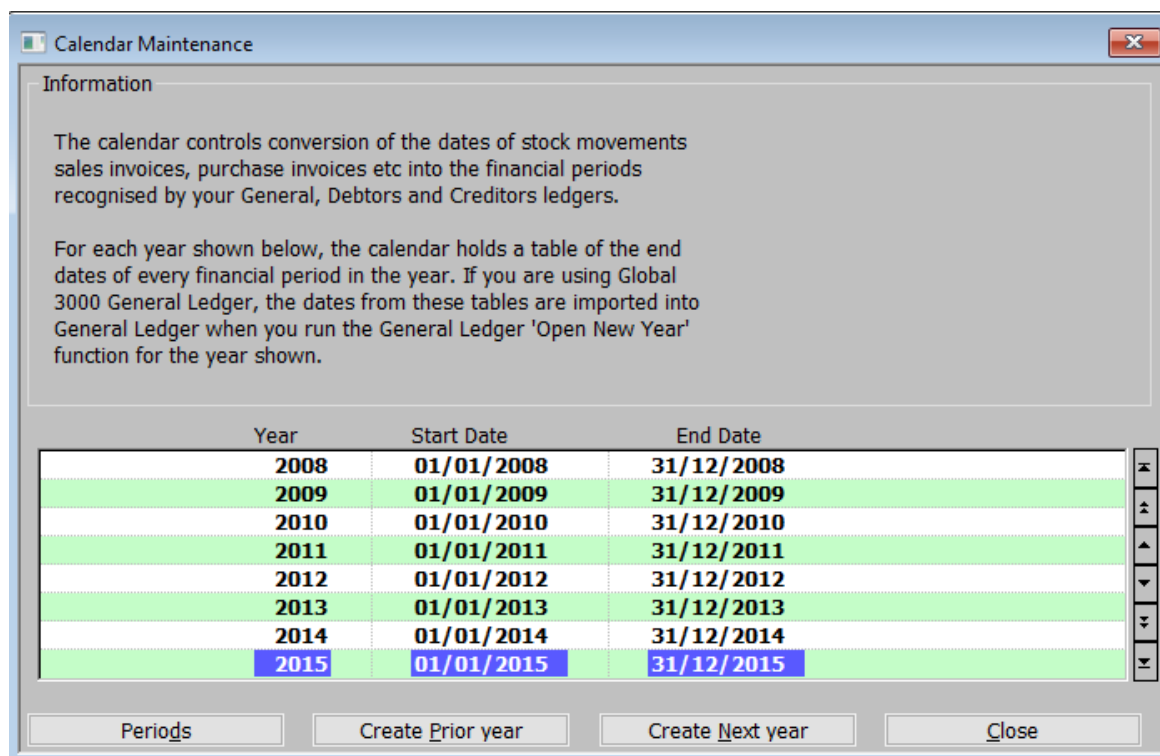 Calendar Maintenance
Information
The calendar controls conversion of the dates of stock movements
sales invoices, purchase invoices etc into the financial periods
recognised by your General, Debtors and Creditors ledgers.
For each year shown below, the calendar holds a table of the end
dates of every financial period in the year. If you are using Global
3000 General Ledger, the dates from these tables are imported into
General Ledger when you run the General Ledger 'Open New Year'
function for the year shown.
Year Start Date End Date
2008 01/01/2008 31/12/2008
2009 01/01/2009 31/12/2009
2010 01/01/2010 31/12/2010
2011 01/01/2011 31/12/2011
2012 01/01/2012 31/12/2012
2013 01/01/2013 31/12/2013
2014 01/01/2014 31/12/2014
2015 01/01/2015 31/12/2015
Periods Create Prior year Create Next year Close